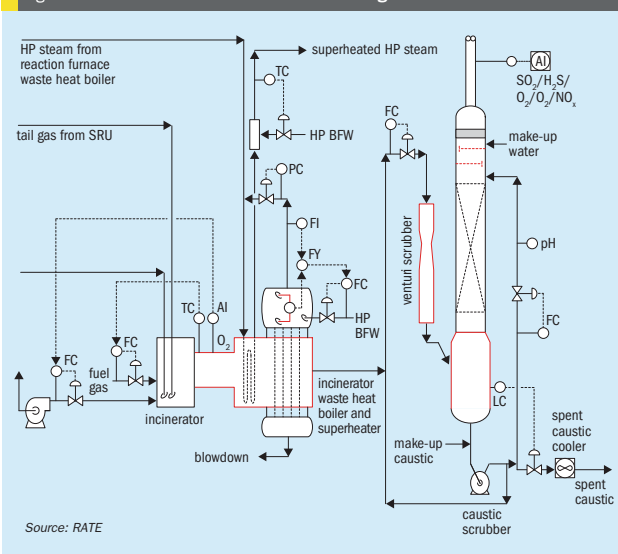 HP steam from
reaction furnace
waste heat boiler
superheated HP steam
TC
AI
SO2/H2S/
O2/O2/NOx
tail gas from SRU
HP BFW
FC
make-up
water
PC
FI
venturi scrubber
pH
FY
FC
TC
AI
HP
BFW
FC
O2
FC
FC
fuel
gas
incinerator
incinerator
waste heat
boiler and
superheater
LC
make-up
caustic
spent
caustic
cooler
blowdown
spent
caustic
caustic
scrubber
Source: RATE